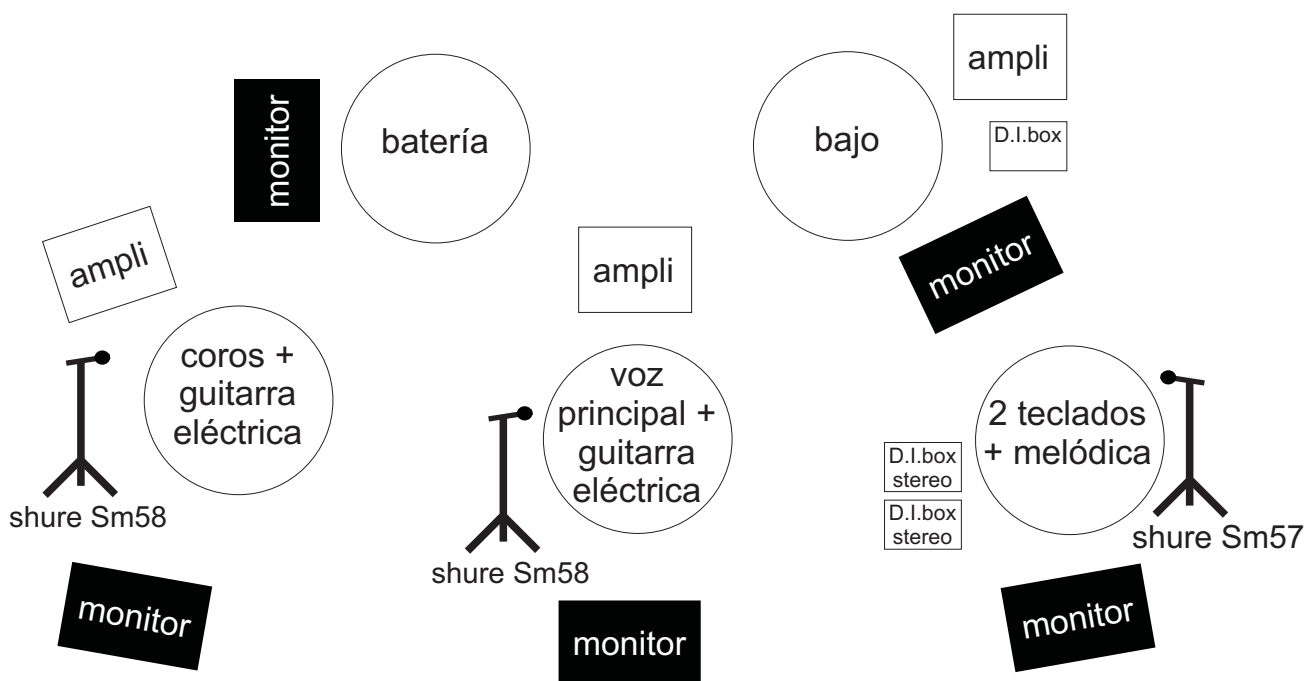 ampli
monitor
batería
bajo
D.I.box
ampli
ampli
monitor
coros +
guitarra
eléctrica
voz
principal +
guitarra
eléctrica
2 teclados
+ melódica
D.I.box
stereo
D.I.box
stereo
shure Sm58
shure Sm58
shure Sm57
monitor
monitor
monitor